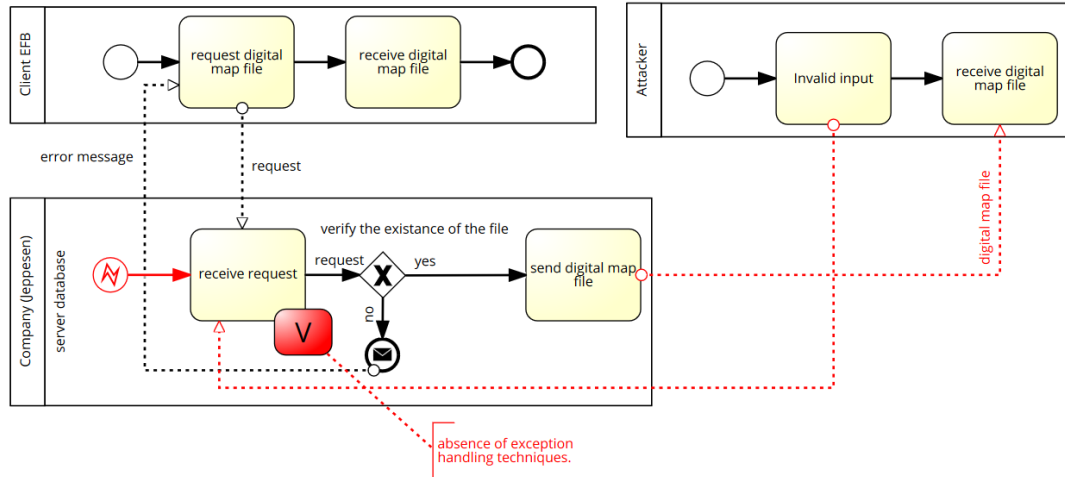 Client EFB
request digital
map file
receive digital
map file
Attacker
Invalid input
receive digital
map file
error message
request
digital map file
Company (Jeppesen)
server database
verify the existance of the file
receive request
request
X
yes
no
send digital map
file
V
absence of exception
handling techniques.